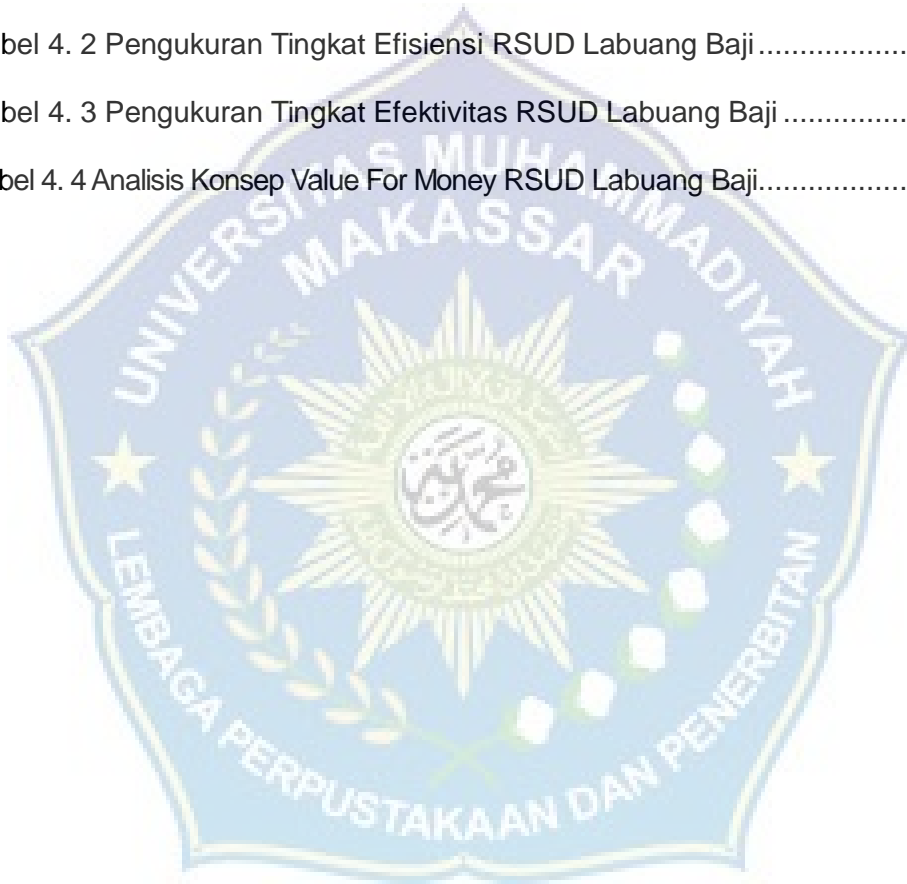 bel 4. 2 Pengukuran Tingkat Efisiensi RSUD Labuang Baji..................
bel 4. 3 Pengukuran Tingkat Efektivitas RSUD Labuang Baji ...............
bel 4. 4 Analisis Konsep Value For Money RSUD Labuang Baji..................
UNIVERSITAS MUHAMMADIYAH
MAKASSAR
LEMBAGA PERPUSTAKAAN DAN PENERBITAN